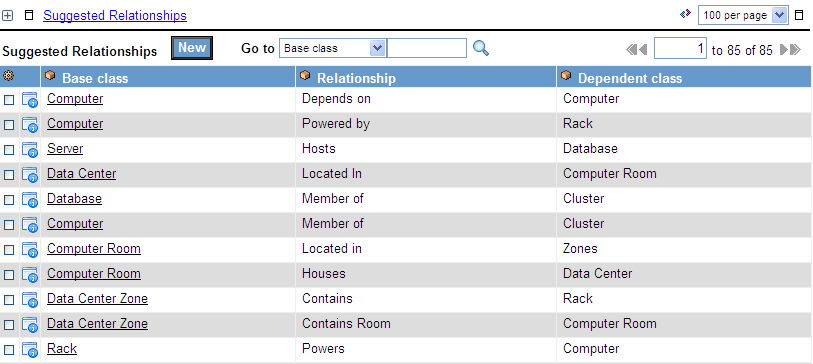 Suggested Relationships 100 per page
Suggested Relationships New Go to Base class 1 to 85 of 85
Base class Relationship Dependent class
Computer Depends on Computer
Computer Powered by Rack
Server Hosts Database
Data Center Located In Computer Room
Database Member of Cluster
Computer Member of Cluster
Computer Room Located in Zones
Computer Room Houses Data Center
Data Center Zone Contains Rack
Data Center Zone Contains Room Computer Room
Rack Powers Computer